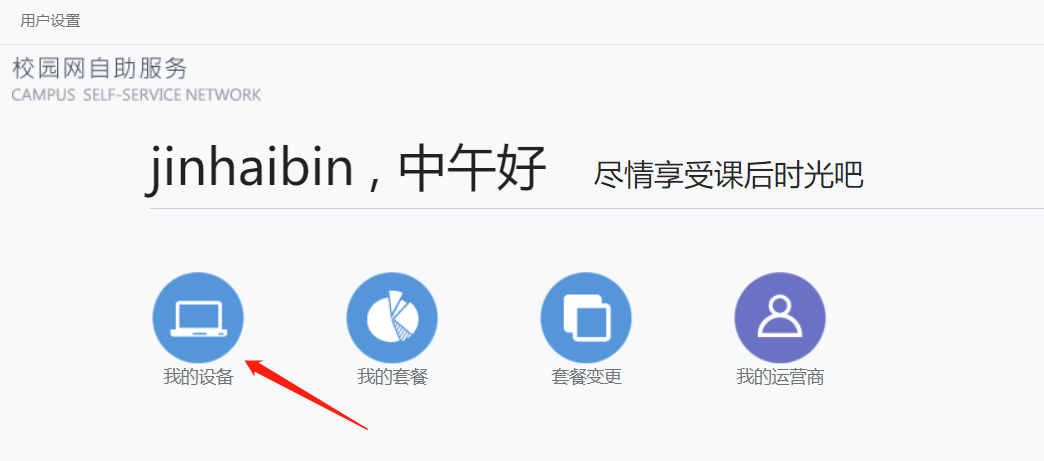 用户设置
校园网自助服务
CAMPUS SELF-SERVICE NETWORK
jinhaibin , 中午好 尽情享受课后时光吧
我的设备 我的套餐 套餐变更 我的运营商